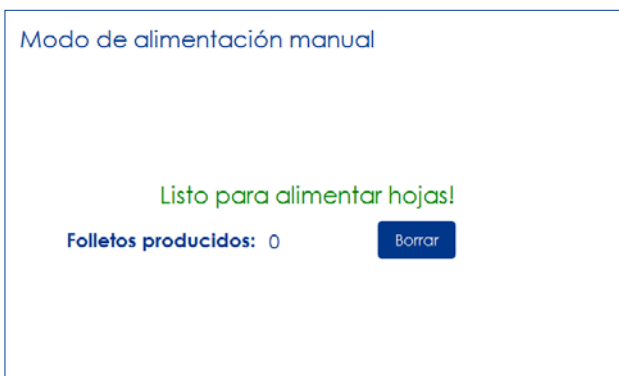 Modo de alimentación manual
Listo para alimentar hojas!
Folletos producidos: 0 Borrar